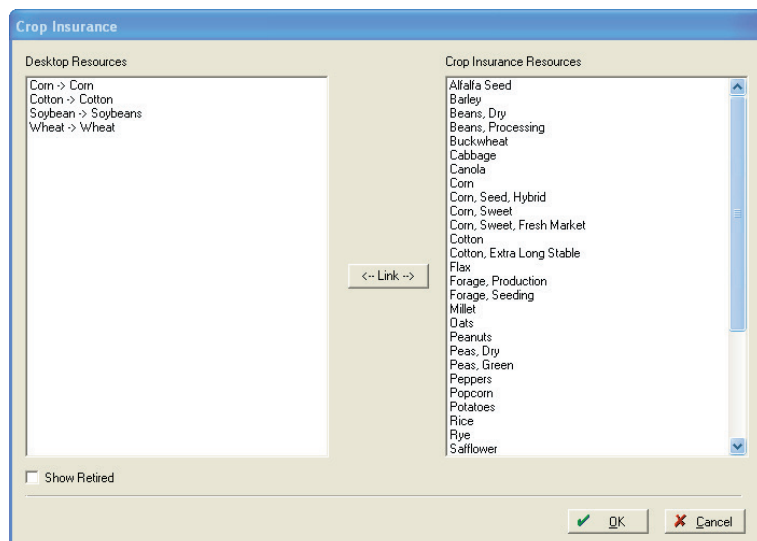 Crop Insurance
Desktop Resources
Corn -> Corn
Cotton -> Cotton
Soybean -> Soybeans
Wheat -> Wheat
<-- Link -->
Crop Insurance Resources
Alfalfa Seed
Barley
Beans, Dry
Beans, Processing
Buckwheat
Cabbage
Canola
Corn
Corn, Seed, Hybrid
Corn, Sweet
Corn, Sweet, Fresh Market
Cotton
Cotton, Extra Long Stable
Flax
Forage, Production
Forage, Seeding
Millet
Oats
Peanuts
Peas, Dry
Peas, Green
Peppers
Popcorn
Potatoes
Rice
Rye
Safflower
Show Retired
OK
Cancel